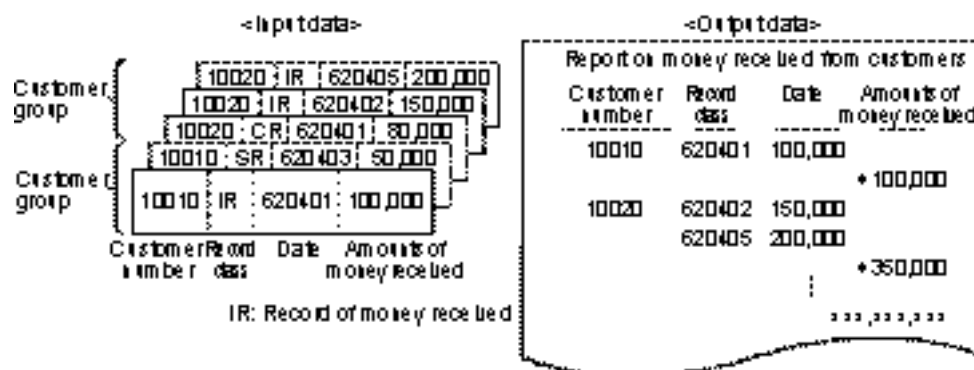 <Input data>
Customer group
10020 IR 620405 200,000
10020 IR 620402 150,000
10020 CR 620401 80,000
Customer group
10010 SR 620403 50,000
10010 IR 620401 100,000
Customer number Record class Date Amounts of money received
IR: Record of money received
<Output data>
Report on money received from customers
Customer number Record class Date Amounts of money received
10010 620401 100,000
*100,000
10020 620402 150,000
620405 200,000
*350,000